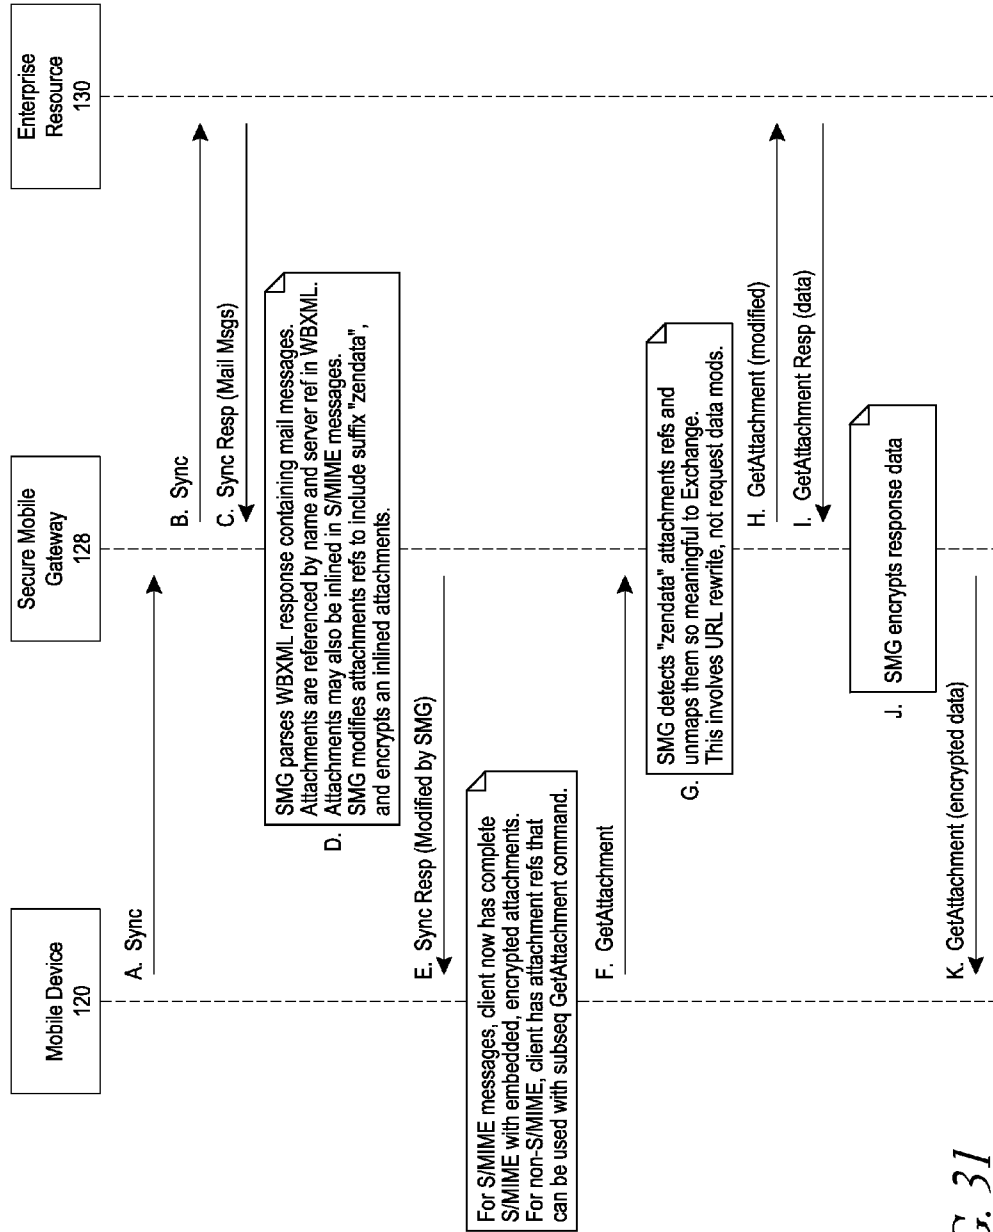 Mobile Device
120
Secure Mobile
Gateway
128
Enterprise
Resource
130
A. Sync
B. Sync
C. Sync Resp (Mail Msgs)
SMG parses WBXML response containing mail messages.
Attachments are referenced by name and server ref in WBXML.
D. Attachments may also be inlined in S/MIME messages.
SMG modifies attachments refs to include suffix "zendata",
and encrypts an inlined attachments.
E. Sync Resp (Modified by SMG)
For S/MIME messages, client now has complete
S/MIME with embedded, encrypted attachments.
For non-S/MIME, client has attachment refs that
can be used with subseq GetAttachment command.
F. GetAttachment
SMG detects "zendata" attachments refs and
G. unmaps them so meaningful to Exchange.
This involves URL rewrite, not request data mods.
H. GetAttachment (modified)
I. GetAttachment Resp (data)
J. SMG encrypts response data
K. GetAttachment (encrypted data)
31